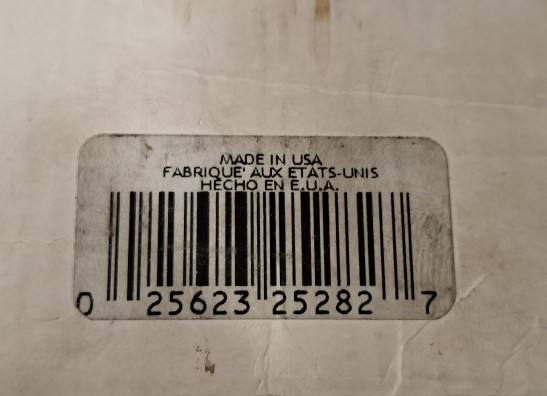 MADE IN USA
FABRIQUE' AUX ETATS-UNIS
HECHO EN E.U.A.
0 25623 25282 7